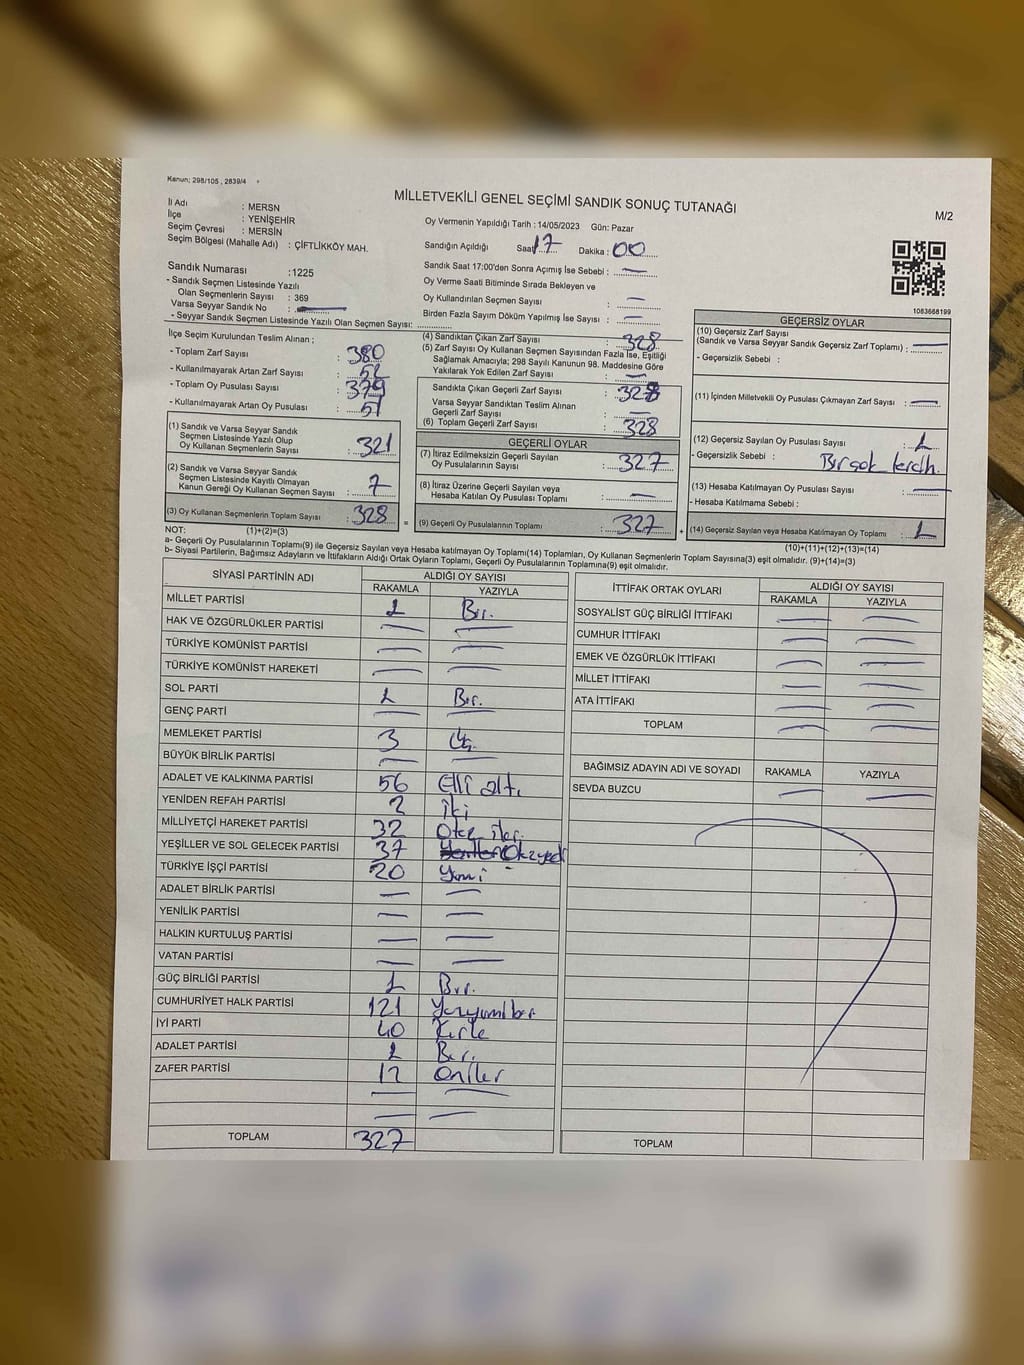 Kanun; 298/105 , 2839/4
MİLLETVEKİLİ GENEL SEÇİMİ SANDIK SONUÇ TUTANAĞI
M/2
İl Adı : MERSN
İlçe : YENİŞEHİR
Seçim Çevresi : MERSİN
Seçim Bölgesi (Mahalle Adı) : ÇİFTLİKKÖY MAH.
Oy Vermenin Yapıldığı Tarih : 14/05/2023 Gün: Pazar
Sandığın Açıldığı Saat 17 Dakika : 00
Sandık Saat 17:00'den Sonra Açımış İse Sebebi :
Oy Verme Saati Bitiminde Sırada Bekleyen ve
Oy Kullandırılan Seçmen Sayısı :
Birden Fazla Sayım Döküm Yapılmış İse Sayısı :
Sandık Numarası :1225
- Sandık Seçmen Listesinde Yazılı
Olan Seçmenlerin Sayısı : 369
Varsa Seyyar Sandık No :
- Seyyar Sandık Seçmen Listesinde Yazılı Olan Seçmen Sayısı:
1083668199
İlçe Seçim Kurulundan Teslim Alınan ;
- Toplam Zarf Sayısı : 380
- Kullanılmayarak Artan Zarf Sayısı : 52
- Toplam Oy Pusulası Sayısı : 379
- Kullanılmayarak Artan Oy Pusulası : 51
(1) Sandık ve Varsa Seyyar Sandık
Seçmen Listesinde Yazılı Olup
Oy Kullanan Seçmenlerin Sayısı : 321
(2) Sandık ve Varsa Seyyar Sandık
Seçmen Listesinde Kayıtlı Olmayan
Kanun Gereği Oy Kullanan Seçmen Sayısı : 7
(3) Oy Kullanan Seçmenlerin Toplam Sayısı : 328
(4) Sandıktan Çıkan Zarf Sayısı : 328
(5) Zarf Sayısı Oy Kullanan Seçmen Sayısından Fazla İse, Eşitliği
Sağlamak Amacıyla; 298 Sayılı Kanunun 98. Maddesine Göre
Yakılarak Yok Edilen Zarf Sayısı :
Sandıkta Çıkan Geçerli Zarf Sayısı : 328
Varsa Seyyar Sandıktan Teslim Alınan
Geçerli Zarf Sayısı :
(6) Toplam Geçerli Zarf Sayısı : 328
GEÇERLİ OYLAR
(7) İtiraz Edilmeksizin Geçerli Sayılan
Oy Pusulalarının Sayısı : 327
(8) İtiraz Üzerine Geçerli Sayılan veya
Hesaba Katılan Oy Pusulası Toplamı :
= (9) Geçerli Oy Pusulalarının Toplamı : 327
GEÇERSİZ OYLAR
(10) Geçersiz Zarf Sayısı
(Sandık ve Varsa Seyyar Sandık Geçersiz Zarf Toplamı) :
- Geçersizlik Sebebi :
(11) İçinden Milletvekili Oy Pusulası Çıkmayan Zarf Sayısı :
(12) Geçersiz Sayılan Oy Pusulası Sayısı : 1
- Geçersizlik Sebebi : Birçok tercih.
(13) Hesaba Katılmayan Oy Pusulası Sayısı :
- Hesaba Katılmama Sebebi :
+ (14) Geçersiz Sayılan veya Hesaba Katılmayan Oy Toplamı : 1
NOT: (1)+(2)=(3)
(10)+(11)+(12)+(13)=(14)
a- Geçerli Oy Pusulalarının Toplamı(9) ile Geçersiz Sayılan veya Hesaba katılmayan Oy Toplamı(14) Toplamları, Oy Kullanan Seçmenlerin Toplam Sayısına(3) eşit olmalıdır. (9)+(14)=(3)
b- Siyasi Partilerin, Bağımsız Adayların ve İttifakların Aldığı Ortak Oyların Toplamı, Geçerli Oy Pusulalarının Toplamına(9) eşit olmalıdır.
SİYASİ PARTİNİN ADI ALDIĞI OY SAYISI
RAKAMLA YAZIYLA
MİLLET PARTİSİ 1 Bir.
HAK VE ÖZGÜRLÜKLER PARTİSİ
TÜRKİYE KOMÜNİST PARTİSİ
TÜRKİYE KOMÜNİST HAREKETİ
SOL PARTİ 1 Bir.
GENÇ PARTİ
MEMLEKET PARTİSİ 3 Üç.
BÜYÜK BİRLİK PARTİSİ
ADALET VE KALKINMA PARTİSİ 56 Elli altı
YENİDEN REFAH PARTİSİ 2 İki
MİLLİYETÇİ HAREKET PARTİSİ 32 Otuz iki
YEŞİLLER VE SOL GELECEK PARTİSİ 37 Otuzyedi
TÜRKİYE İŞÇİ PARTİSİ 20 Yirmi
ADALET BİRLİK PARTİSİ
YENİLİK PARTİSİ
HALKIN KURTULUŞ PARTİSİ
VATAN PARTİSİ
GÜÇ BİRLİĞİ PARTİSİ 1 Bir.
CUMHURİYET HALK PARTİSİ 121 Yüzyirmibir
İYİ PARTİ 40 Kırk
ADALET PARTİSİ 1 Bir.
ZAFER PARTİSİ 12 Oniki
TOPLAM 327
İTTİFAK ORTAK OYLARI ALDIĞI OY SAYISI
RAKAMLA YAZIYLA
SOSYALIST GÜÇ BİRLİĞİ İTTİFAKI
CUMHUR İTTİFAKI
EMEK VE ÖZGÜRLÜK İTTİFAKI
MİLLET İTTİFAKI
ATA İTTİFAKI
TOPLAM
BAĞIMSIZ ADAYIN ADI VE SOYADI RAKAMLA YAZIYLA
SEVDA BUZCU
TOPLAM